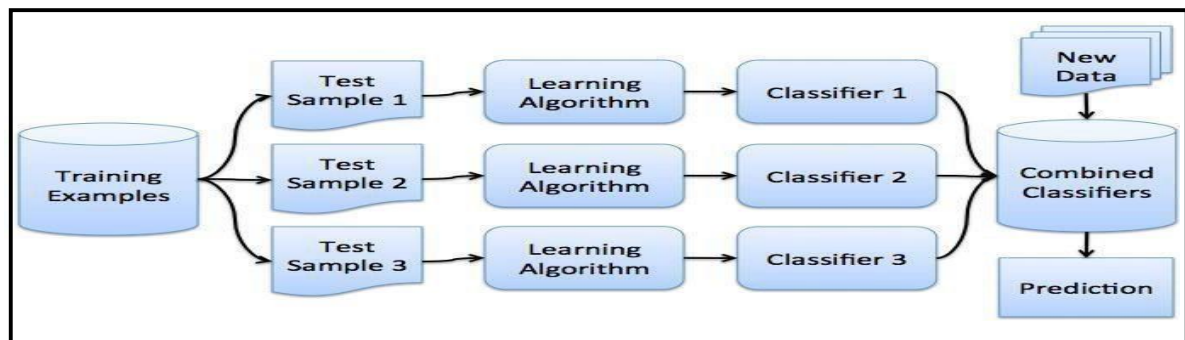 Training
Examples
Test
Sample 1
Learning
Algorithm
Classifier 1
Test
Sample 2
Learning
Algorithm
Classifier 2
Test
Sample 3
Learning
Algorithm
Classifier 3
New
Data
Combined
Classifiers
Prediction